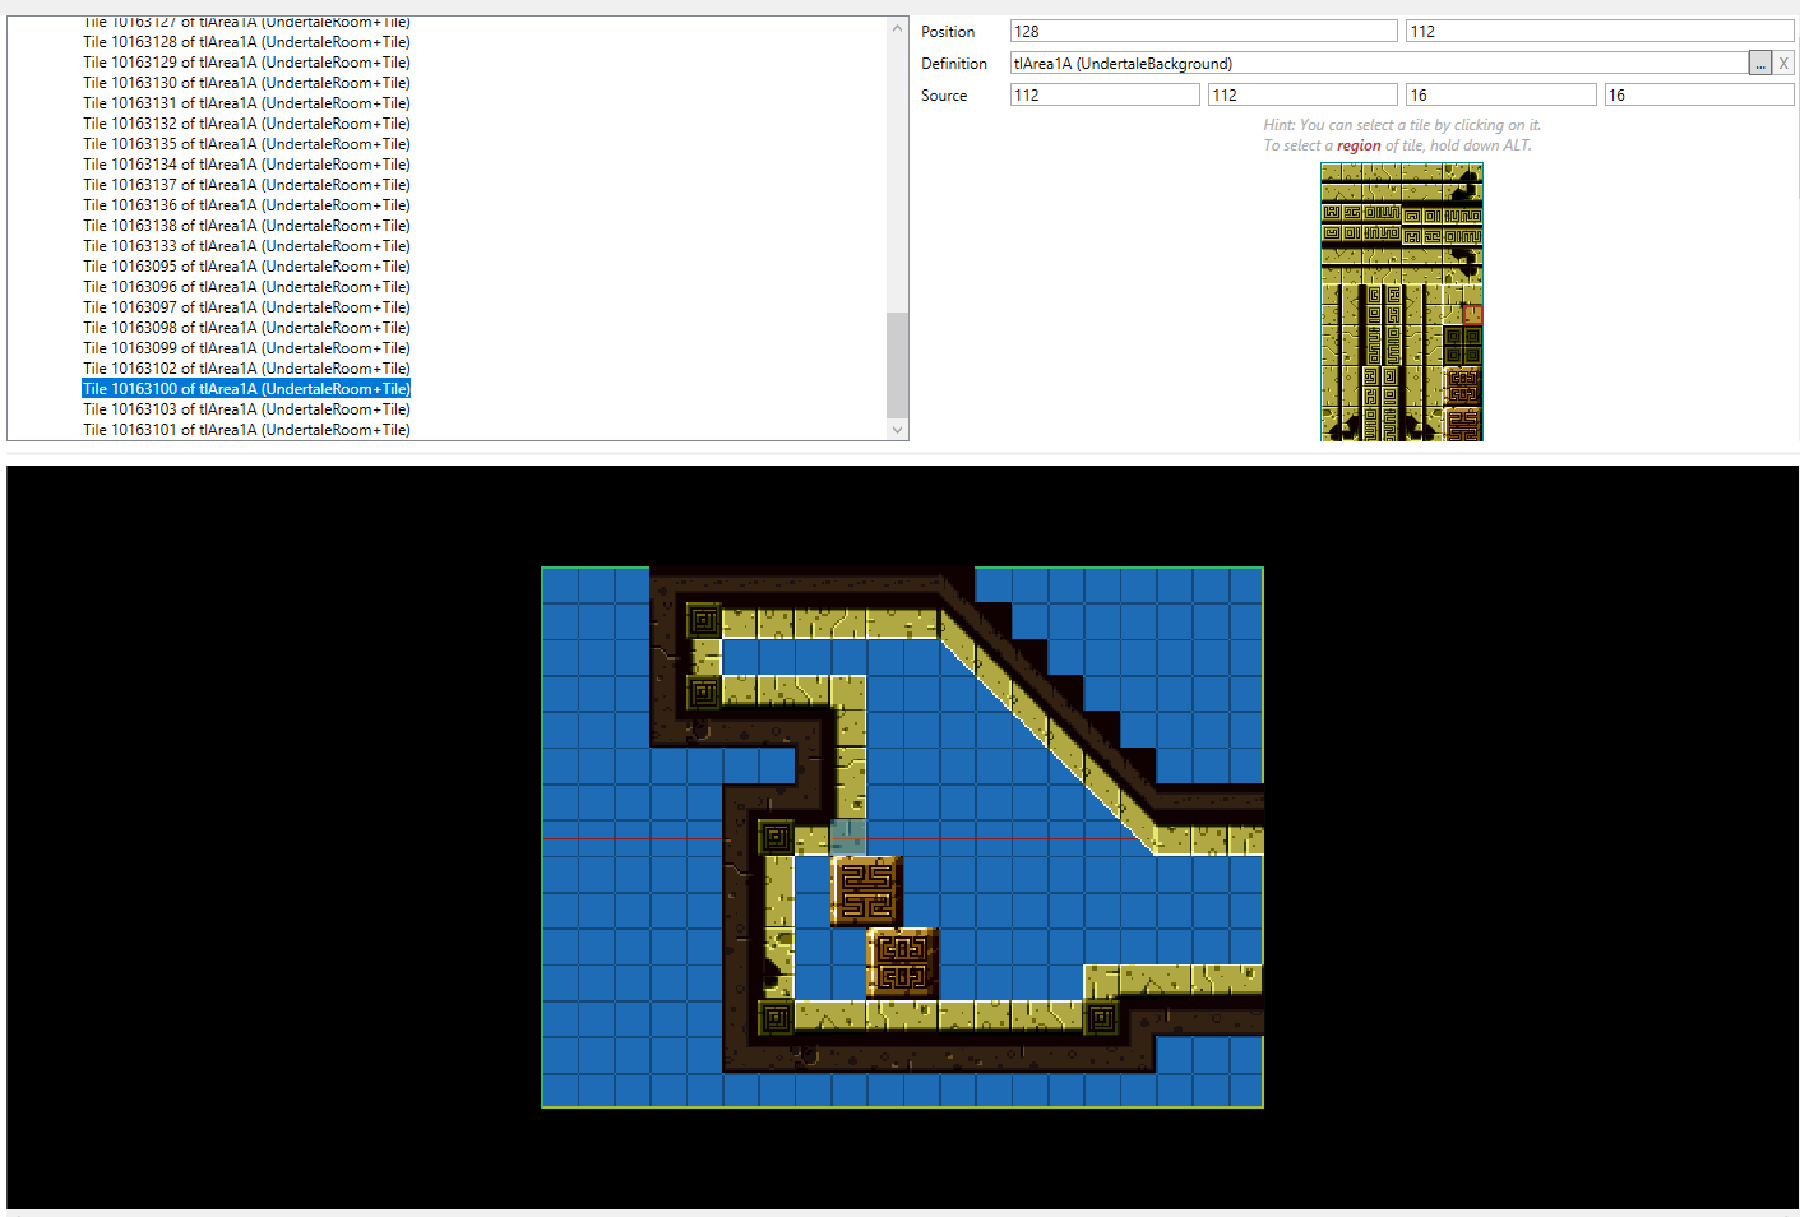 Tile 10163127 of tlArea1A (UndertaleRoom+Tile)
Tile 10163128 of tlArea1A (UndertaleRoom+Tile)
Tile 10163129 of tlArea1A (UndertaleRoom+Tile)
Tile 10163130 of tlArea1A (UndertaleRoom+Tile)
Tile 10163131 of tlArea1A (UndertaleRoom+Tile)
Tile 10163132 of tlArea1A (UndertaleRoom+Tile)
Tile 10163135 of tlArea1A (UndertaleRoom+Tile)
Tile 10163134 of tlArea1A (UndertaleRoom+Tile)
Tile 10163137 of tlArea1A (UndertaleRoom+Tile)
Tile 10163136 of tlArea1A (UndertaleRoom+Tile)
Tile 10163138 of tlArea1A (UndertaleRoom+Tile)
Tile 10163133 of tlArea1A (UndertaleRoom+Tile)
Tile 10163095 of tlArea1A (UndertaleRoom+Tile)
Tile 10163096 of tlArea1A (UndertaleRoom+Tile)
Tile 10163097 of tlArea1A (UndertaleRoom+Tile)
Tile 10163098 of tlArea1A (UndertaleRoom+Tile)
Tile 10163099 of tlArea1A (UndertaleRoom+Tile)
Tile 10163102 of tlArea1A (UndertaleRoom+Tile)
Tile 10163100 of tlArea1A (UndertaleRoom+Tile)
Tile 10163103 of tlArea1A (UndertaleRoom+Tile)
Tile 10163101 of tlArea1A (UndertaleRoom+Tile)
Position 128 112
Definition tlArea1A (UndertaleBackground) ... X
Source 112 112 16 16
Hint: You can select a tile by clicking on it.
To select a region of tile, hold down ALT.